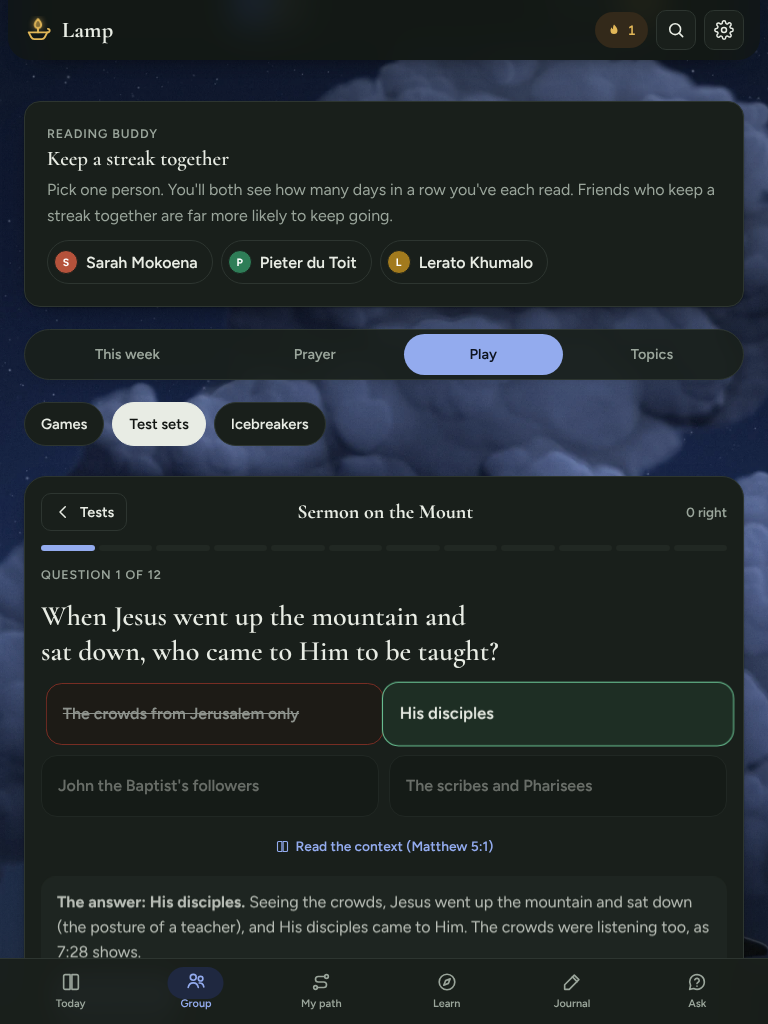 Lamp
1
READING BUDDY
Keep a streak together
Pick one person. You'll both see how many days in a row you've each read. Friends who keep a
streak together are far more likely to keep going.
S Sarah Mokoena P Pieter du Toit L Lerato Khumalo
This week Prayer Play Topics
Games Test sets Icebreakers
Tests Sermon on the Mount 0 right
QUESTION 1 OF 12
When Jesus went up the mountain and
sat down, who came to Him to be taught?
The crowds from Jerusalem only His disciples
John the Baptist's followers The scribes and Pharisees
Read the context (Matthew 5:1)
The answer: His disciples. Seeing the crowds, Jesus went up the mountain and sat down
(the posture of a teacher), and His disciples came to Him. The crowds were listening too, as
7:28 shows.
Today Group My path Learn Journal Ask